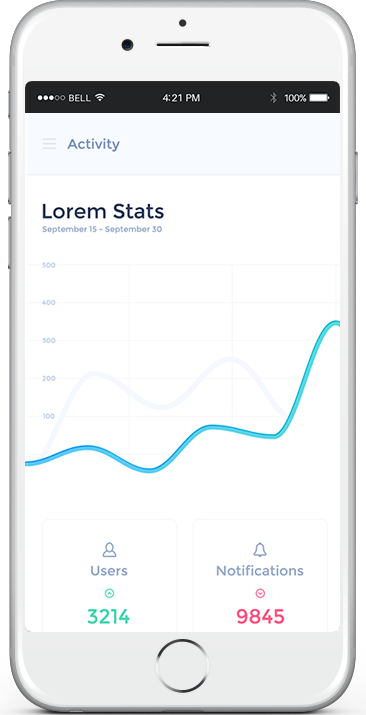 BELL 4:21 PM 100%
Activity
Lorem Stats
September 15 - September 30
500
400
300
200
100
Users
Notifications
3214
9845